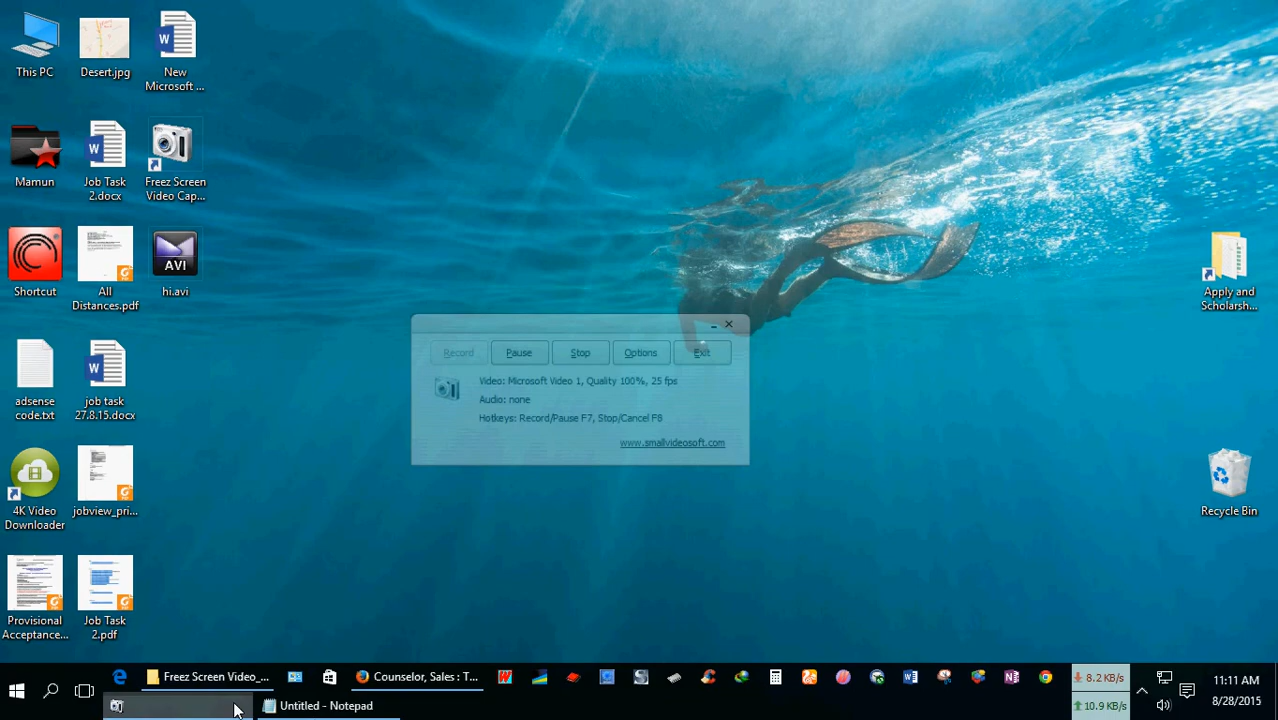 This PC
Desert.jpg
New
Microsoft ...
Mamun
Job Task
2.docx
Freez Screen
Video Cap...
Shortcut
All
Distances.pdf
AVI
hi.avi
adsense
code.txt
job task
27.8.15.docx
4K Video
Downloader
jobview_pri...
Provisional
Acceptance...
Job Task
2.pdf
Apply and
Scholarsh...
Recycle Bin
Record
Pause
Stop
Options
Exit
Video: Microsoft Video 1, Quality 100%, 25 fps
Audio: none
Hotkeys: Record/Pause F7, Stop/Cancel F8
www.smallvideosoft.com
Freez Screen Video_...
Counselor, Sales : T...
8.2 KB/s
11:11 AM
Untitled - Notepad
10.9 KB/s
8/28/2015